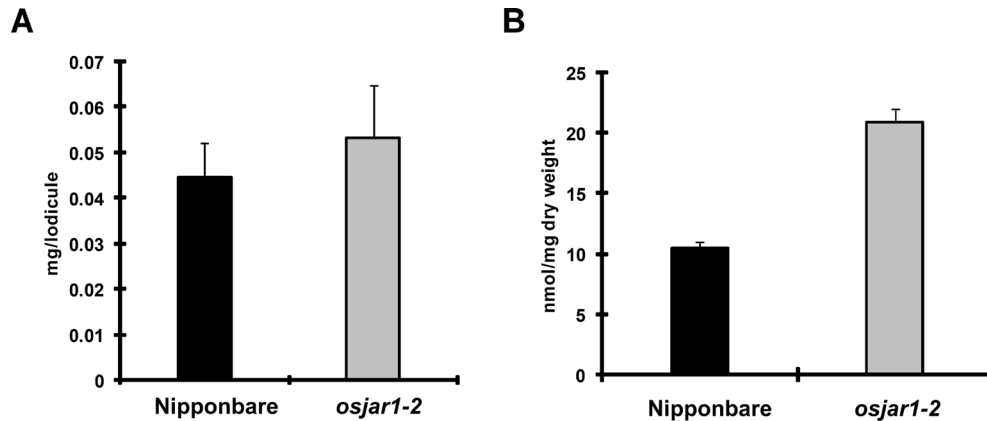 A
0.07
0.06
0.05
0.04
0.03
0.02
0.01
0
mg/lodicule
Nipponbare osjar1-2
B
25
20
15
10
5
0
nmol/mg dry weight
Nipponbare osjar1-2